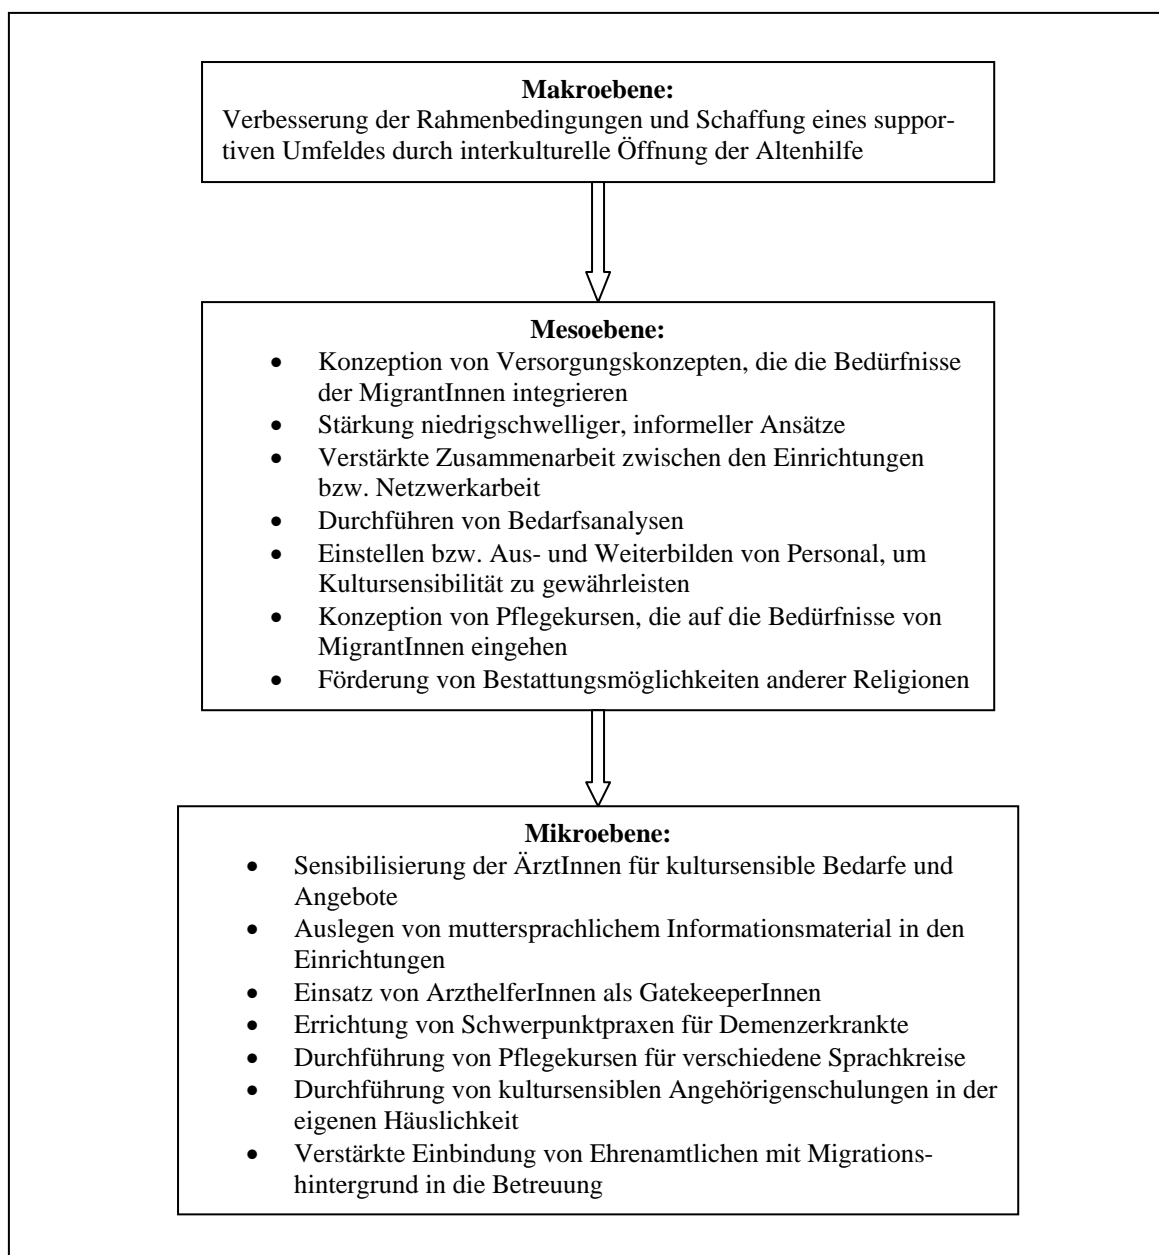 Makroebene:
Verbesserung der Rahmenbedingungen und Schaffung eines suppor-
tiven Umfeldes durch interkulturelle Öffnung der Altenhilfe
Mesoebene:
• Konzeption von Versorgungskonzepten, die die Bedürfnisse
der MigrantInnen integrieren
• Stärkung niedrigschwelliger, informeller Ansätze
• Verstärkte Zusammenarbeit zwischen den Einrichtungen
bzw. Netzwerkarbeit
• Durchführen von Bedarfsanalysen
• Einstellen bzw. Aus- und Weiterbilden von Personal, um
Kultursensibilität zu gewährleisten
• Konzeption von Pflegekursen, die auf die Bedürfnisse von
MigrantInnen eingehen
• Förderung von Bestattungsmöglichkeiten anderer Religionen
Mikroebene:
• Sensibilisierung der ÄrztInnen für kultursensible Bedarfe und
Angebote
• Auslegen von muttersprachlichem Informationsmaterial in den
Einrichtungen
• Einsatz von ArzthelferInnen als GatekeeperInnen
• Errichtung von Schwerpunktpraxen für Demenzerkrankte
• Durchführung von Pflegekursen für verschiedene Sprachkreise
• Durchführung von kultursensiblen Angehörigenschulungen in der
eigenen Häuslichkeit
• Verstärkte Einbindung von Ehrenamtlichen mit Migrations-
hintergrund in die Betreuung